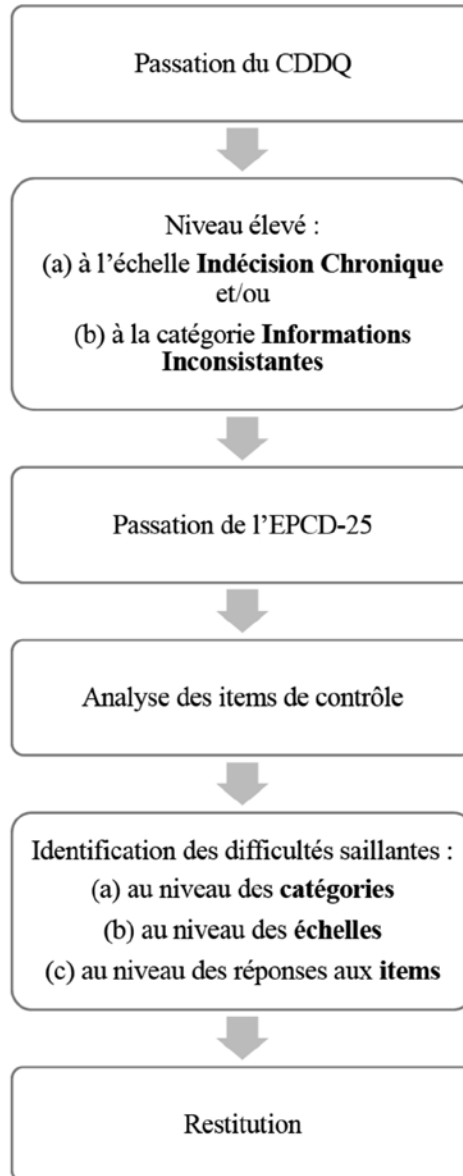 Passation du CDDQ
Niveau élevé :
(a) à l’échelle Indécision Chronique
et/ou
(b) à la catégorie Informations
Inconsistantes
Passation de l’EPCD-25
Analyse des items de contrôle
Identification des difficultés saillantes :
(a) au niveau des catégories
(b) au niveau des échelles
(c) au niveau des réponses aux items
Restitution